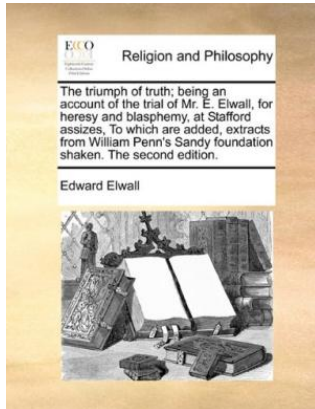 ECCO
Religion and Philosophy
The triumph of truth; being an
account of the trial of Mr. E. Elwall, for
heresy and blasphemy, at Stafford
assizes, To which are added, extracts
from William Penn's Sandy foundation
shaken. The second edition.
Edward Elwall